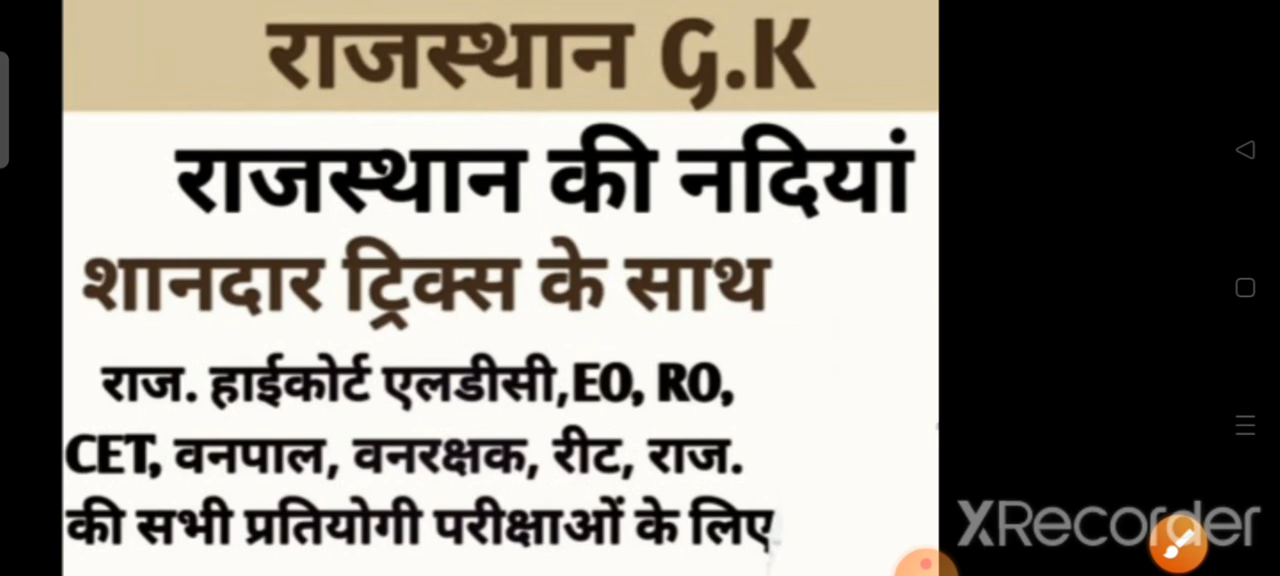 राजस्थान G.K
राजस्थान की नदियां
शानदार ट्रिक्स के साथ
राज. हाईकोर्ट एलडीसी,EO, RO,
CET, वनपाल, वनरक्षक, रीट, राज.
की सभी प्रतियोगी परीक्षाओं के लिए
XRecorder